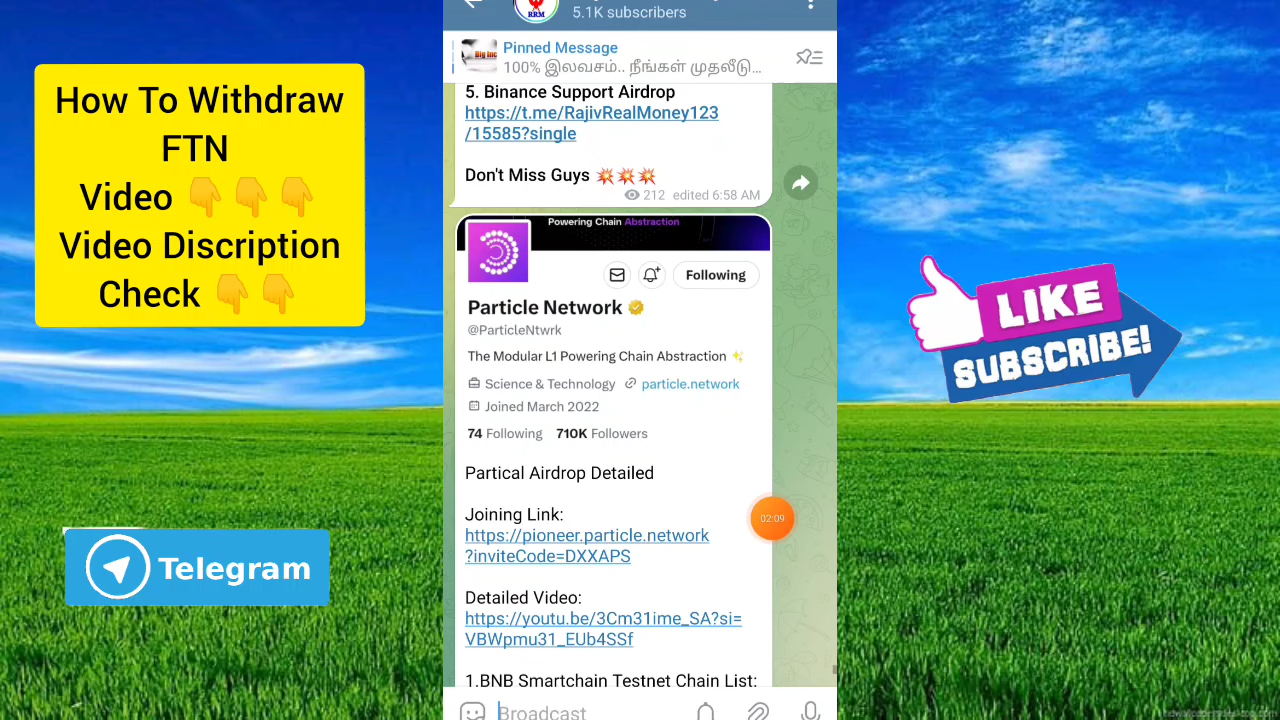 How To Withdraw
FTN
Video 👇👇👇
Video Discription
Check 👇👇
Telegram
RRM
5.1K subscribers
Pinned Message
100% இலவசம்.. நீங்கள் முதலீடு...
5. Binance Support Airdrop
https://t.me/RajivRealMoney123
/15585?single
Don't Miss Guys 💥💥💥
212 edited 6:58 AM
Powering Chain Abstraction
Following
Particle Network
@ParticleNtwrk
The Modular L1 Powering Chain Abstraction ✨
Science & Technology particle.network
Joined March 2022
74 Following 710K Followers
Partical Airdrop Detailed
Joining Link:
https://pioneer.particle.network
?inviteCode=DXXAPS
02:09
Detailed Video:
https://youtu.be/3Cm31ime_SA?si=
VBWpmu31_EUb4SSf
1.BNB Smartchain Testnet Chain List:
Broadcast
LIKE
SUBSCRIBE!